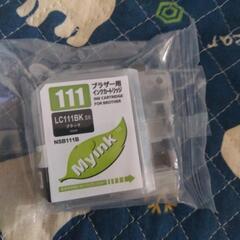 111
ブラザー用
インクカートリッジ
INK CARTRIDGE
FOR BROTHER
LC111BK
ブラック
NSB111B
Myink